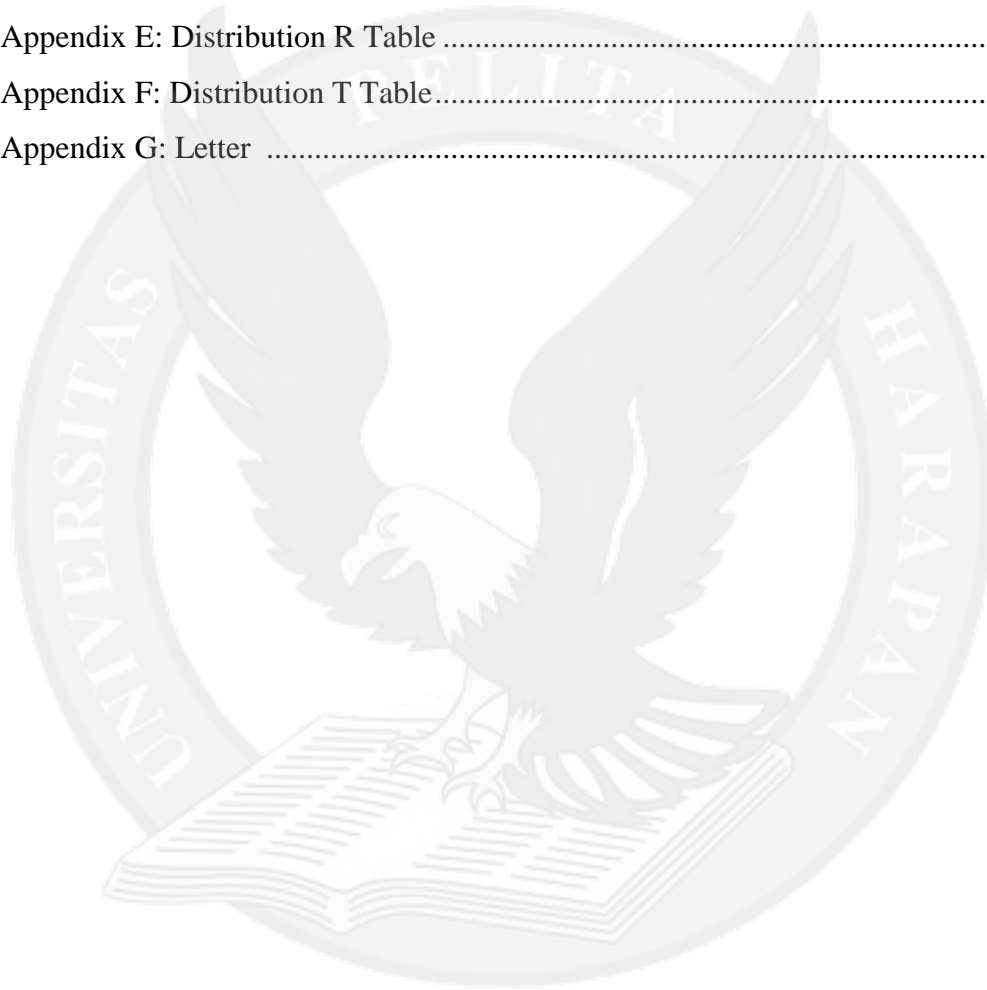 Appendix E: Distribution R Table ..........................................................................
Appendix F: Distribution T Table...........................................................................
Appendix G: Letter ..............................................................................................
UNIVERSITAS PELITA HARAPAN